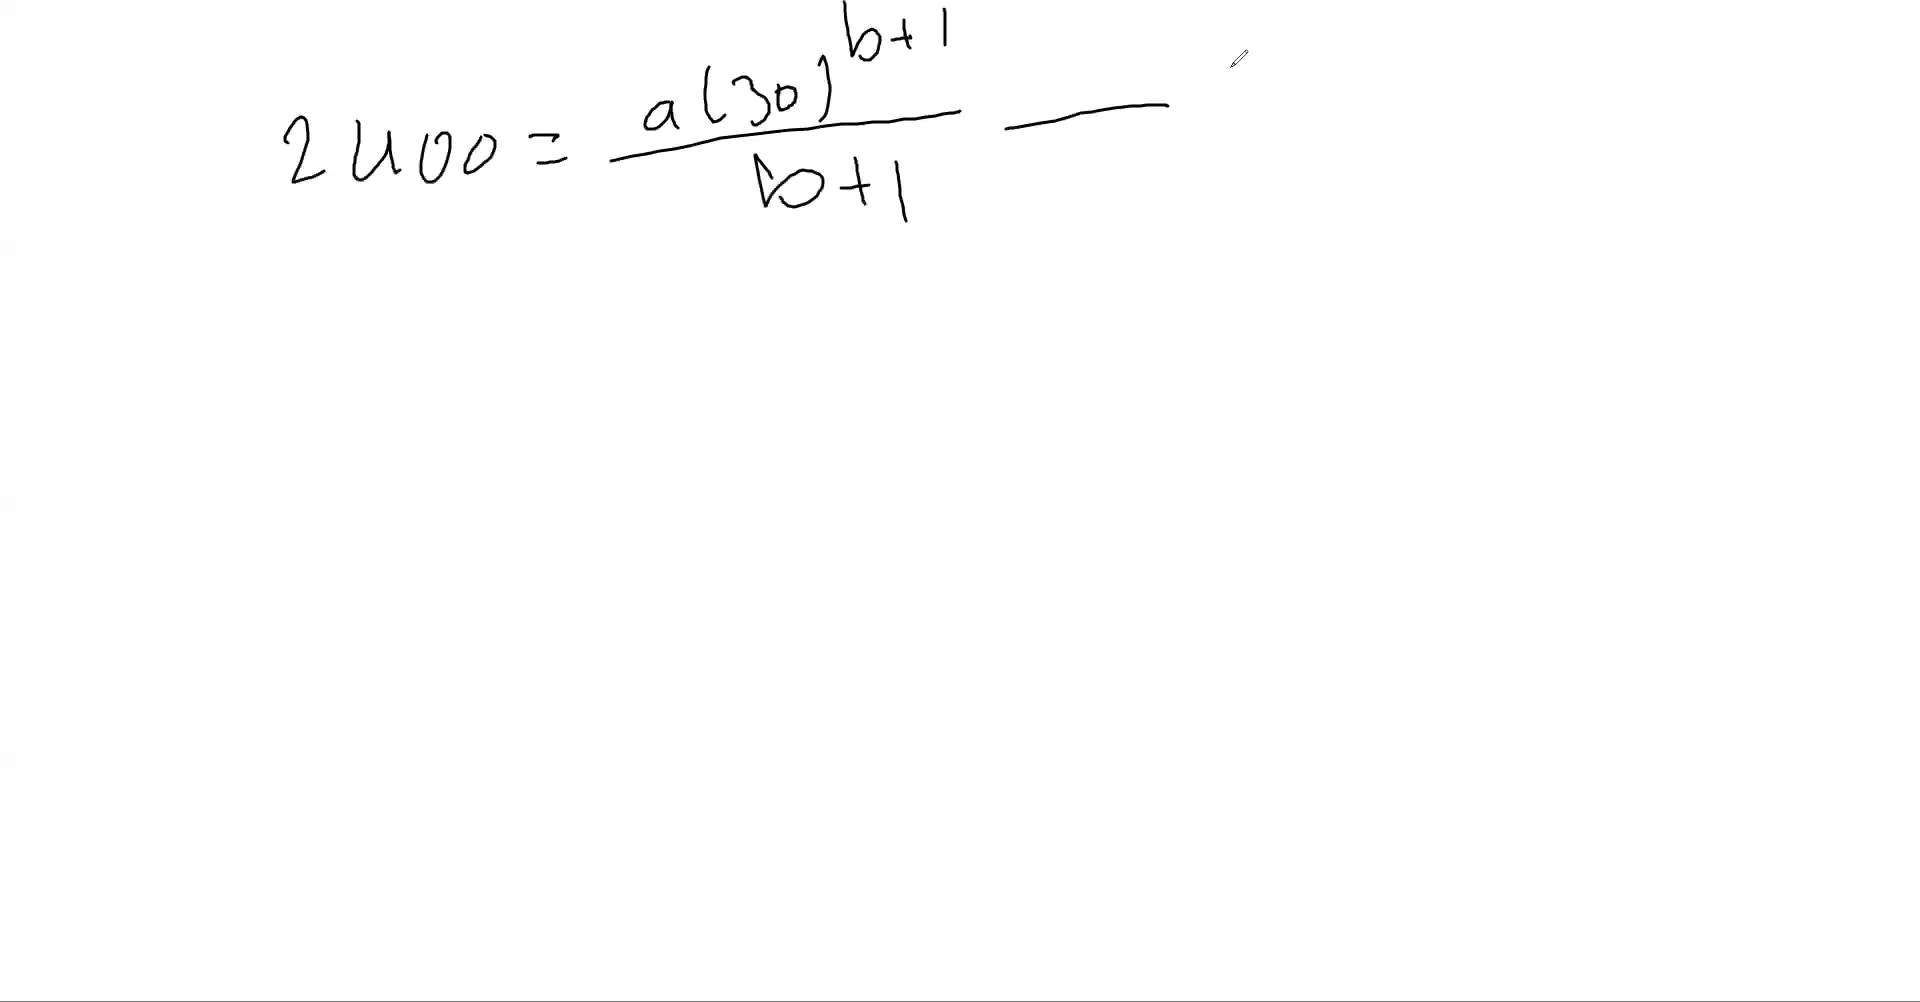 2400 = a(30)^{b+1} / b+1 —